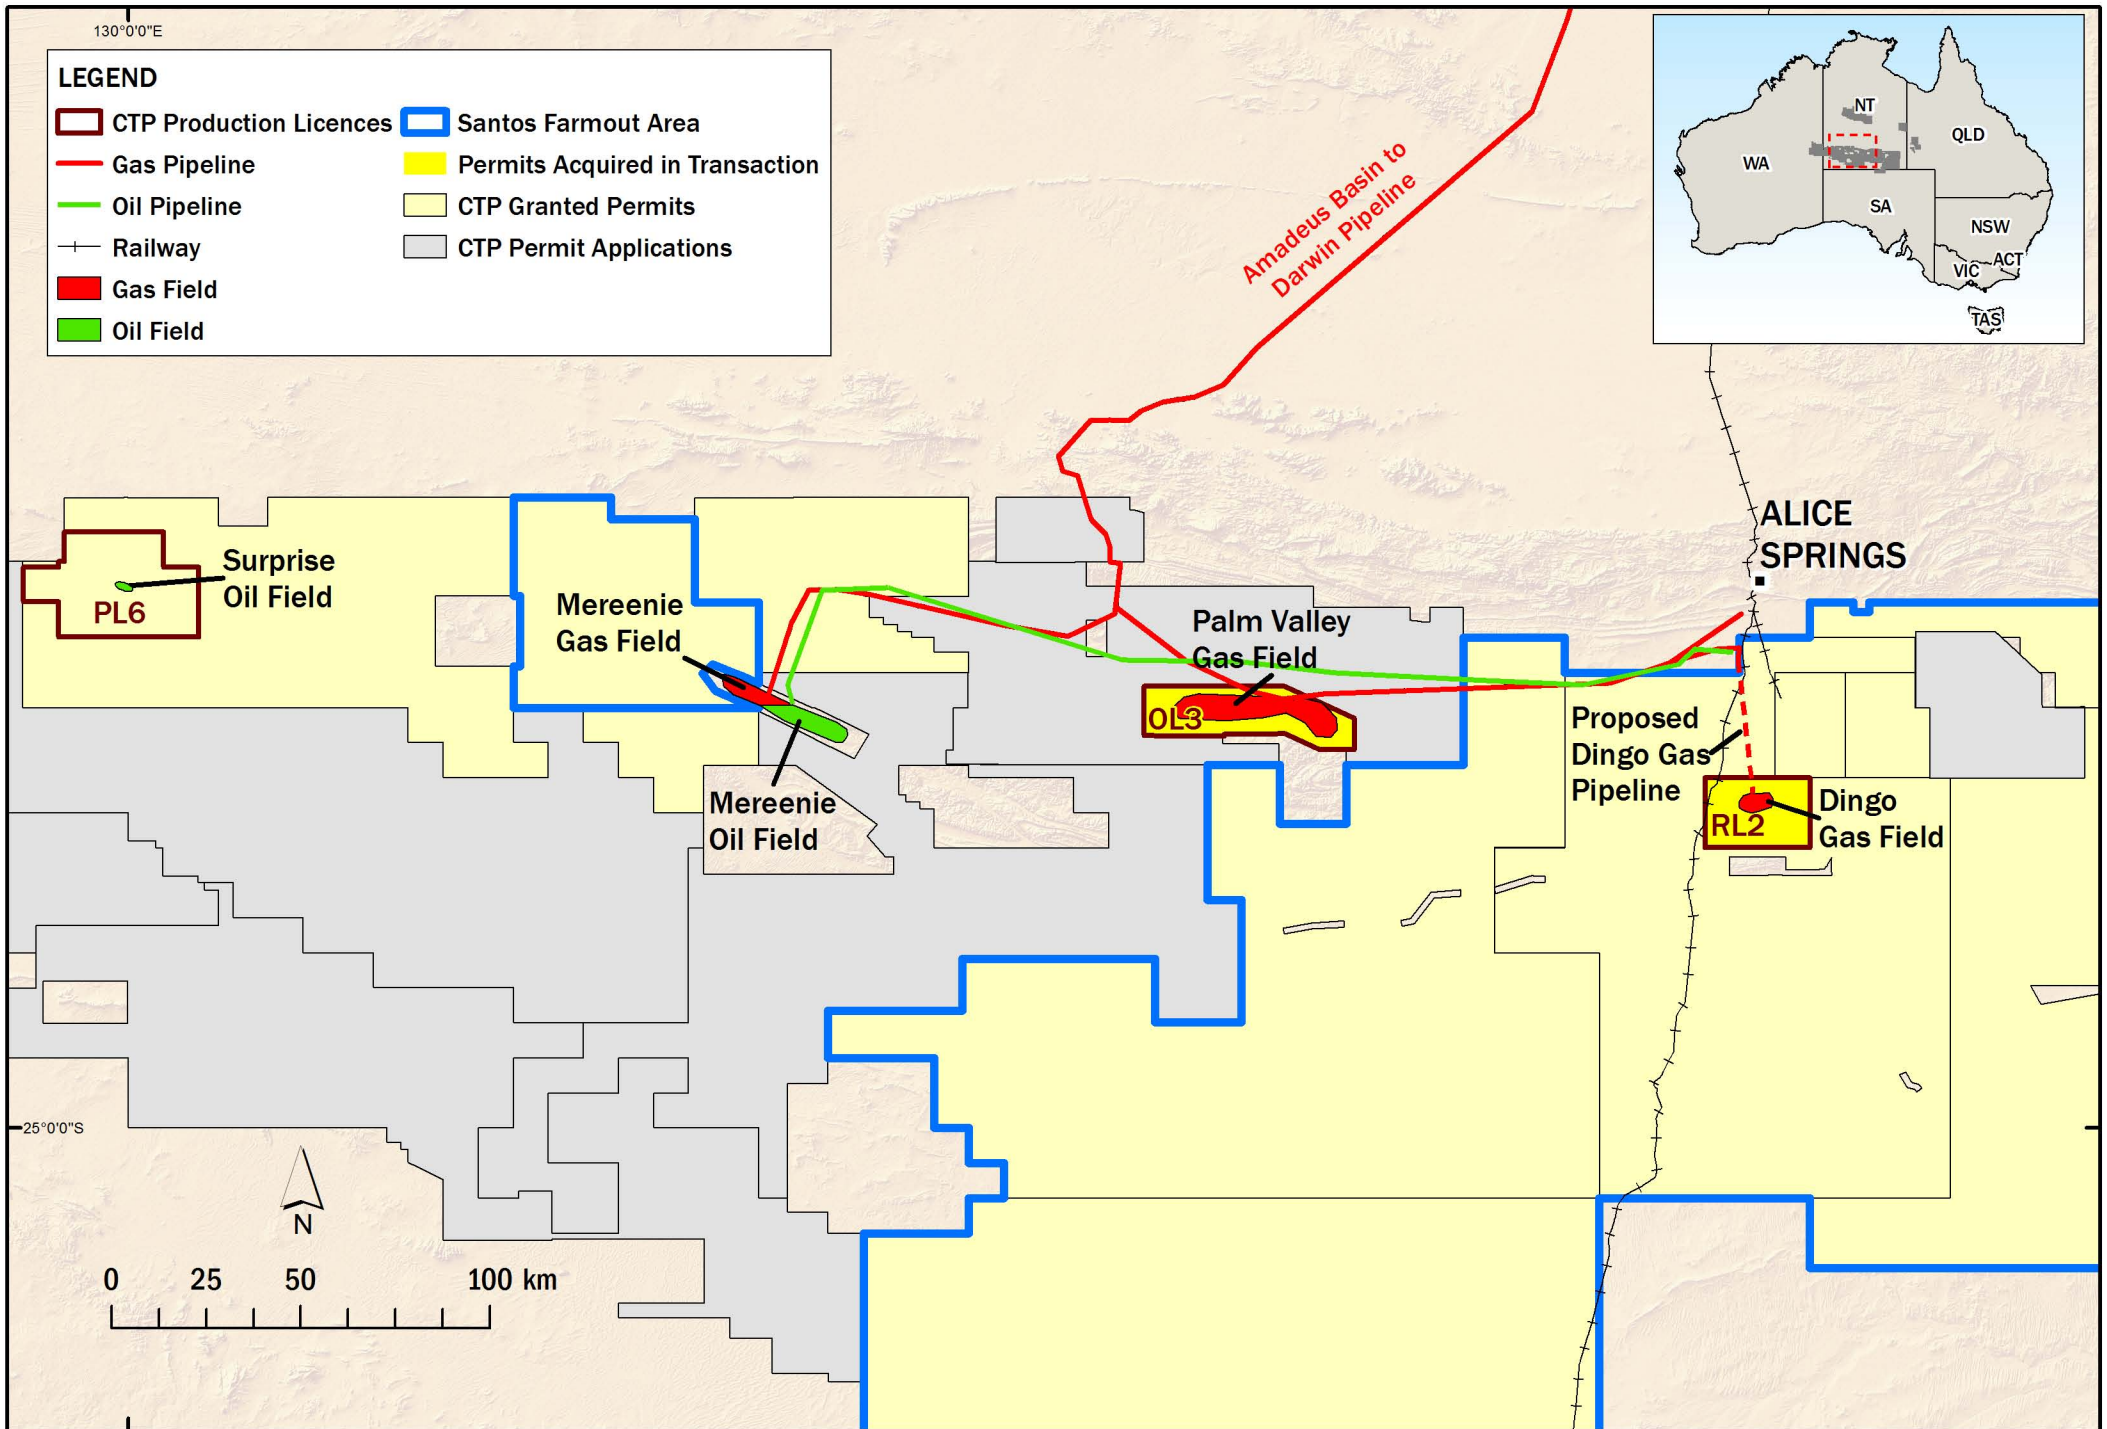 130°0'0"E
LEGEND
CTP Production Licences
Gas Pipeline
Oil Pipeline
Railway
Gas Field
Oil Field
Santos Farmout Area
Permits Acquired in Transaction
CTP Granted Permits
CTP Permit Applications
Amadeus Basin to
Darwin Pipeline
NT
QLD
WA
SA
NSW
ACT
VIC
TAS
ALICE
SPRINGS
Surprise
Oil Field
PL6
Mereenie
Gas Field
Palm Valley
Gas Field
OL3
Proposed
Dingo Gas
Pipeline
Mereenie
Oil Field
Dingo
Gas Field
RL2
25°0'0"S
N
0 25 50 100 km